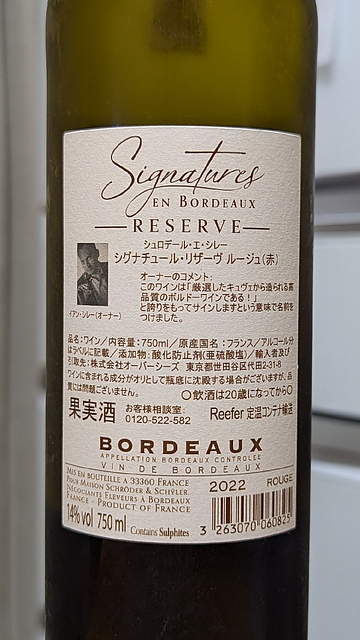 Signatures
EN BORDEAUX
RESERVE
シュロデール・エ・シレー
シグナチュール・リザーヴ ルージュ(赤)
オーナーのコメント:
このワインは「厳選したキュヴェから造られる高
品質のボルドーワインである!」
と誇りをもってサインしますという意味で名前を
つけました。
イアン・シレー(オーナー)
品名:ワイン/内容量:750ml/原産国名:フランス/アルコール分
はラベルに記載/添加物:酸化防止剤(亜硫酸塩)/輸入者及び
引取先:株式会社オーバーシーズ 東京都世田谷区代田2-31-8
ワインに含まれる成分がオリとして瓶底に沈殿する場合がございますが、品
質には問題ございません。 〇飲酒は20歳になってから〇
果実酒 お客様相談室: 0120-522-582 Reefer 定温コンテナ輸送
BORDEAUX
APPELLATION BORDEAUX CONTRÔLÉE
VIN DE BORDEAUX
MIS EN BOUTEILLE A 33360 FRANCE
POUR MAISON SCHRÖDER & SCHŸLER,
NÉGOCIANTS ELEVEURS À BORDEAUX
FRANCE - PRODUCT OF FRANCE
2022 ROUGE
14% vol 750 ml Contains Sulphites
3 263070 060825